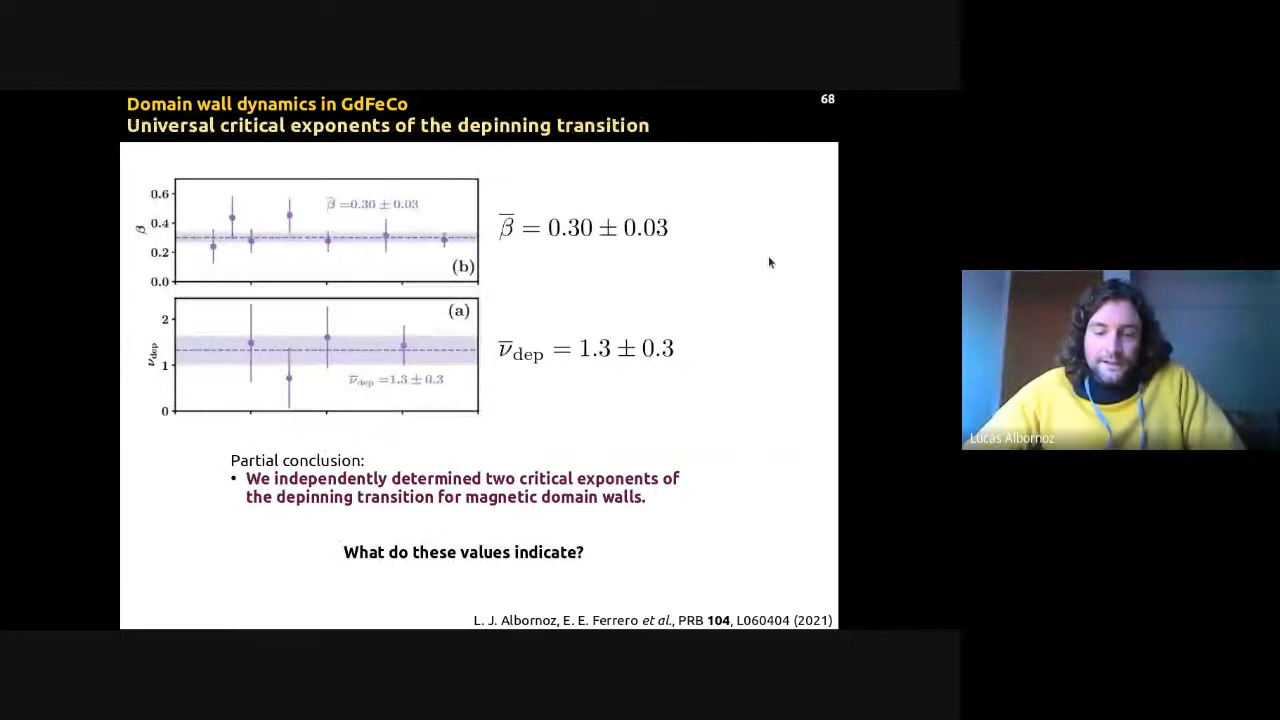 Domain wall dynamics in GdFeCo
68
Universal critical exponents of the depinning transition
0.6
0.4
0.2
0.0
β
β̅ =0.30 ± 0.03
(b)
β̅ = 0.30 ± 0.03
2
1
0
ν_dep
(a)
ν̅_dep =1.3 ± 0.3
ν̅_dep = 1.3 ± 0.3
Lucas Albornoz
Partial conclusion:
• We independently determined two critical exponents of
the depinning transition for magnetic domain walls.
What do these values indicate?
L. J. Albornoz, E. E. Ferrero et al., PRB 104, L060404 (2021)